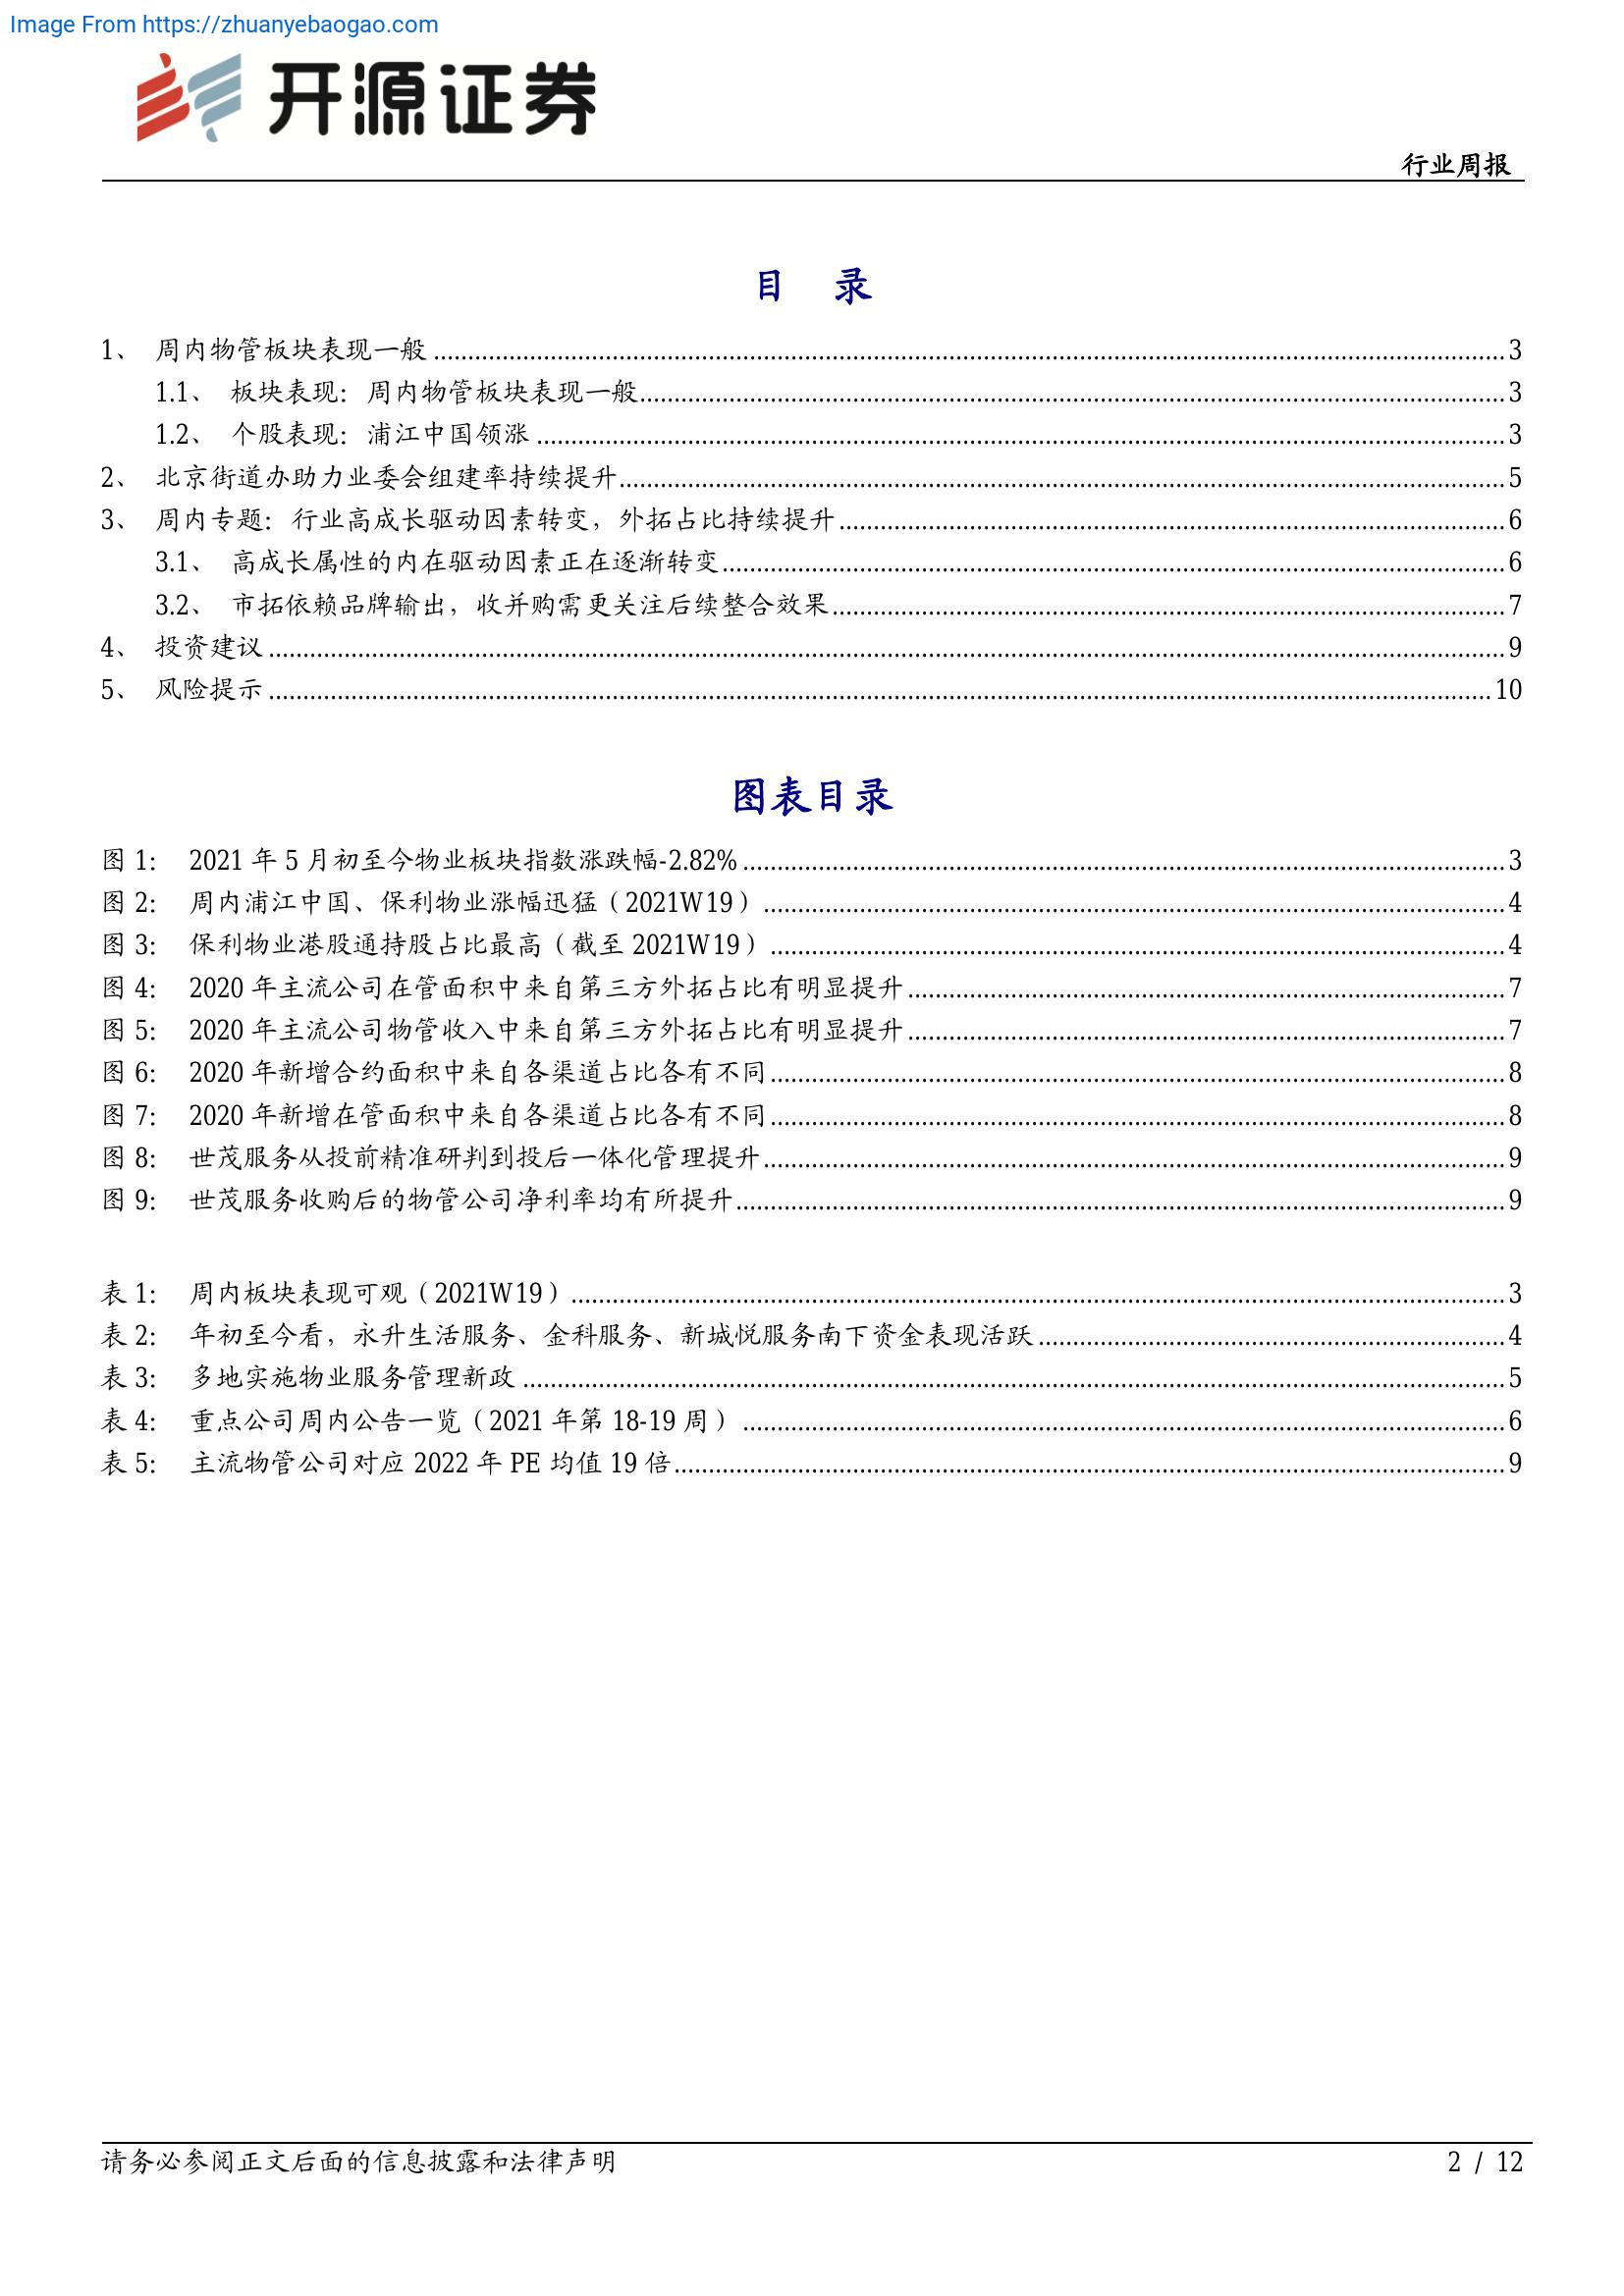 Image From https://zhuanyebaogao.com
开源证券
行业周报
目 录
1、 周内物管板块表现一般 3
1.1、 板块表现：周内物管板块表现一般 3
1.2、 个股表现：浦江中国领涨 3
2、 北京街道办助力业委会组建率持续提升 5
3、 周内专题：行业高成长驱动因素转变，外拓占比持续提升 6
3.1、 高成长属性的内在驱动因素正在逐渐转变 6
3.2、 市拓依赖品牌输出，收并购需更关注后续整合效果 7
4、 投资建议 9
5、 风险提示 10
图表目录
图 1： 2021 年 5 月初至今物业板块指数涨跌幅-2.82% 3
图 2： 周内浦江中国、保利物业涨幅迅猛（2021W19） 4
图 3： 保利物业港股通持股占比最高（截至 2021W19） 4
图 4： 2020 年主流公司在管面积中来自第三方外拓占比有明显提升 7
图 5： 2020 年主流公司物管收入中来自第三方外拓占比有明显提升 7
图 6： 2020 年新增合约面积中来自各渠道占比各有不同 8
图 7： 2020 年新增在管面积中来自各渠道占比各有不同 8
图 8： 世茂服务从投前精准研判到投后一体化管理提升 9
图 9： 世茂服务收购后的物管公司净利率均有所提升 9
表 1： 周内板块表现可观（2021W19） 3
表 2： 年初至今看，永升生活服务、金科服务、新城悦服务南下资金表现活跃 4
表 3： 多地实施物业服务管理新政 5
表 4： 重点公司周内公告一览（2021 年第 18-19 周） 6
表 5： 主流物管公司对应 2022 年 PE 均值 19 倍 9
请务必参阅正文后面的信息披露和法律声明
2 / 12